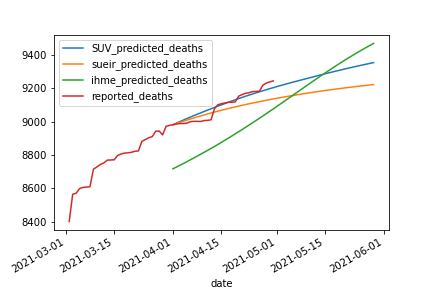 SUV_predicted_deaths
sueir_predicted_deaths
ihme_predicted_deaths
reported_deaths
9400
9200
9000
8800
8600
8400
2021-03-01
2021-03-15
2021-04-01
2021-04-15
2021-05-01
2021-05-15
2021-06-01
date